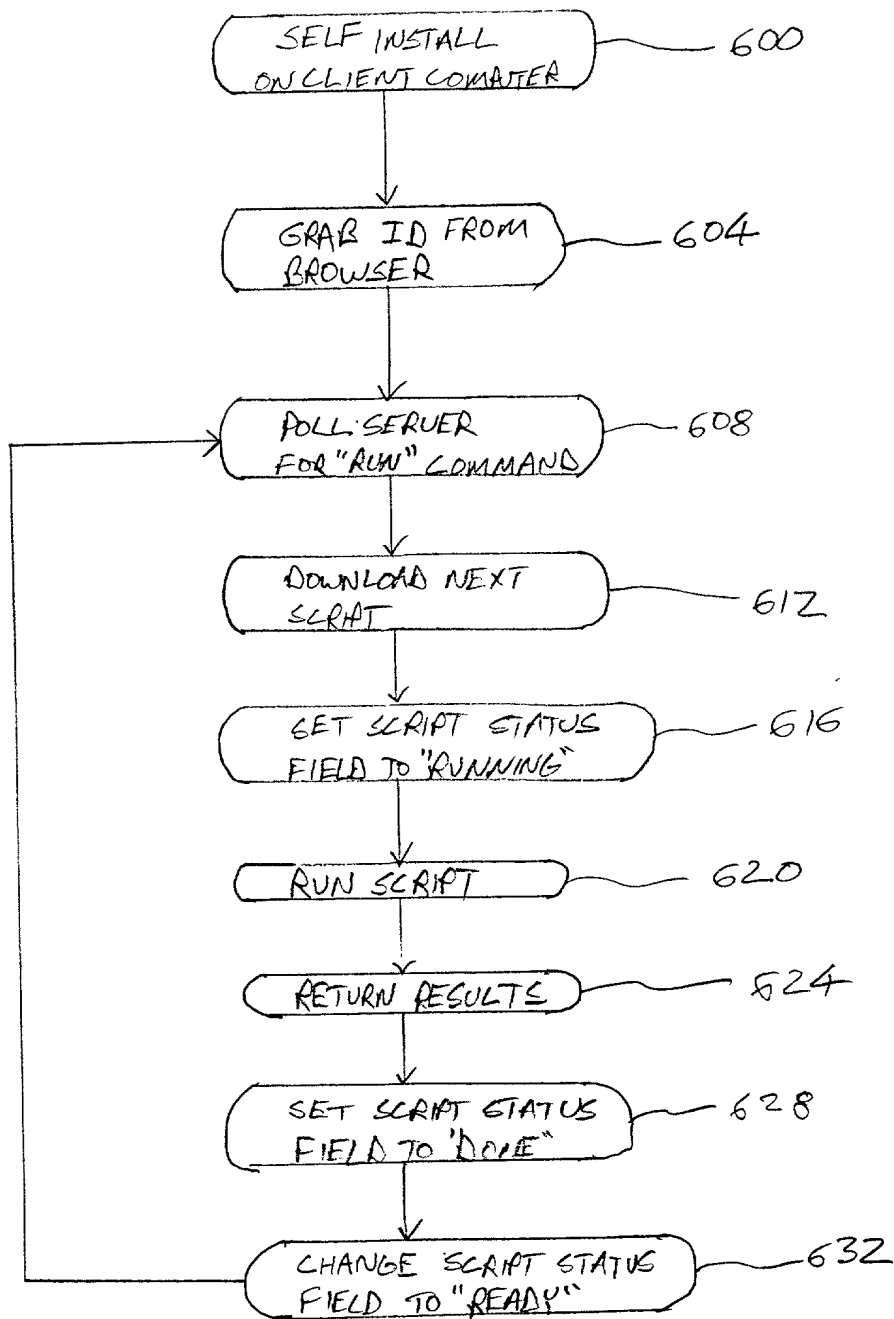 SELF INSTALL
ON CLIENT COMPUTER
600
GRAB ID FROM
BROWSER
604
POLL SERVER
FOR "RUN" COMMAND
608
DOWNLOAD NEXT
SCRIPT
612
SET SCRIPT STATUS
FIELD TO "RUNNING"
616
RUN SCRIPT
620
RETURN RESULTS
624
SET SCRIPT STATUS
FIELD TO "DONE"
628
CHANGE SCRIPT STATUS
FIELD TO "READY"
632